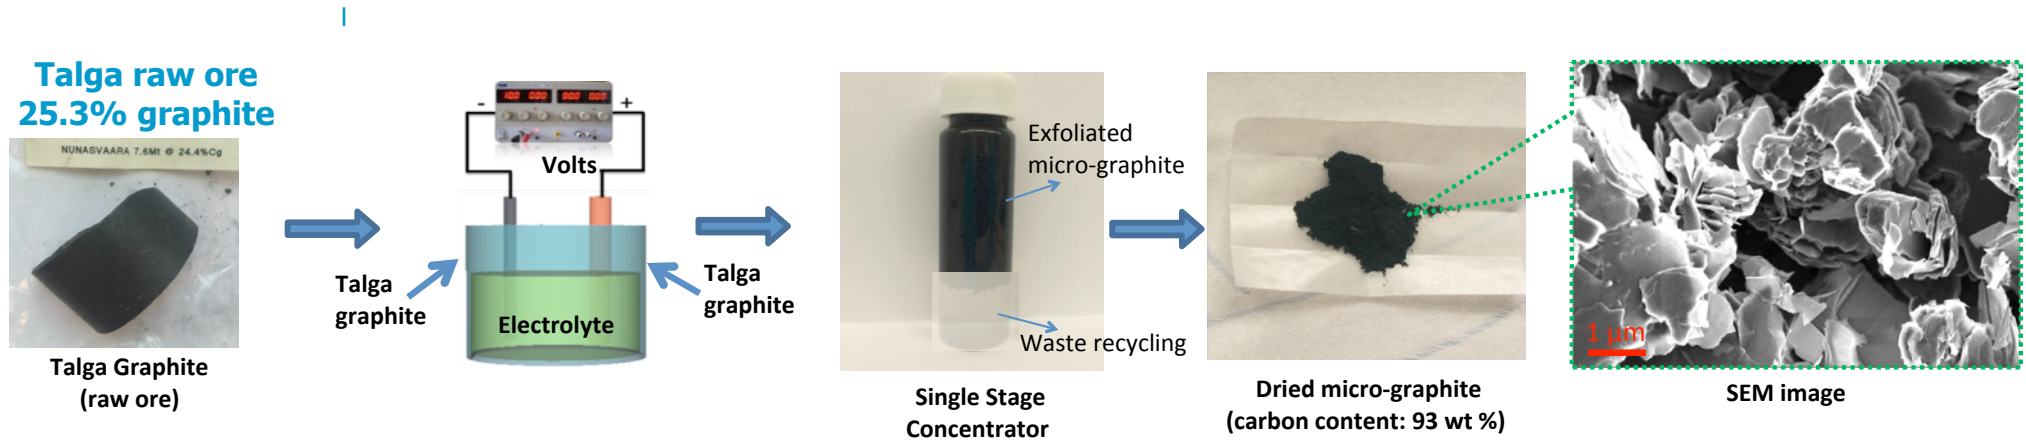 Talga raw ore
25.3% graphite
NUNASVAARA 7.6Mt @ 24.4%Cg
Talga Graphite
(raw ore)
-
+
Volts
Talga
graphite
Talga
graphite
Electrolyte
Exfoliated
micro-graphite
Waste recycling
Single Stage
Concentrator
Dried micro-graphite
(carbon content: 93 wt %)
1 µm
SEM image